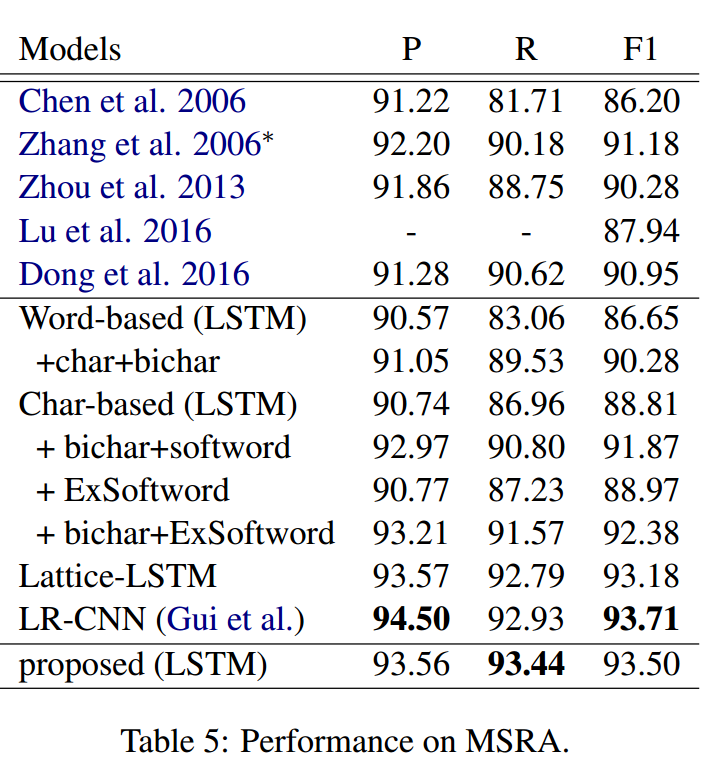 Models P R F1
Chen et al. 2006 91.22 81.71 86.20
Zhang et al. 2006* 92.20 90.18 91.18
Zhou et al. 2013 91.86 88.75 90.28
Lu et al. 2016 - - 87.94
Dong et al. 2016 91.28 90.62 90.95
Word-based (LSTM) 90.57 83.06 86.65
+char+bichar 91.05 89.53 90.28
Char-based (LSTM) 90.74 86.96 88.81
+ bichar+softword 92.97 90.80 91.87
+ ExSoftword 90.77 87.23 88.97
+ bichar+ExSoftword 93.21 91.57 92.38
Lattice-LSTM 93.57 92.79 93.18
LR-CNN (Gui et al.) 94.50 92.93 93.71
proposed (LSTM) 93.56 93.44 93.50
Table 5: Performance on MSRA.